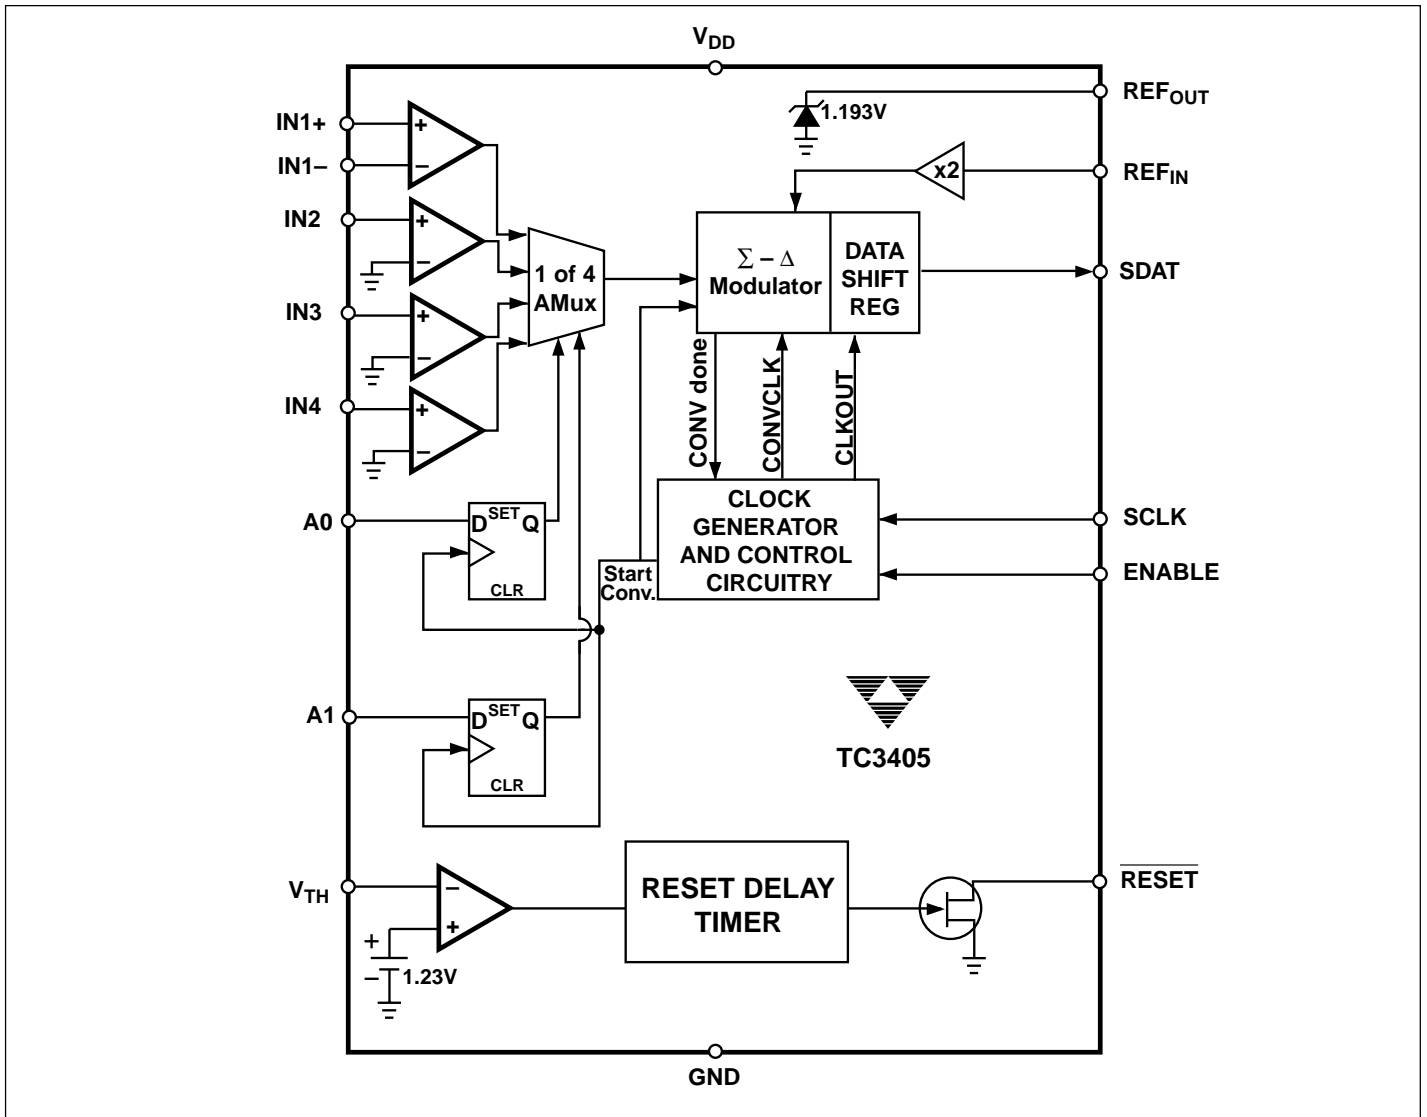 VDD
REFOUT
1.193V
IN1+
+
IN1–
–
x2
REFIN
IN2
+
–
1 of 4
AMux
Σ – Δ
Modulator
DATA
SHIFT
REG
SDAT
IN3
+
–
IN4
+
–
CONV done
CONVCLK
CLKOUT
CLOCK
GENERATOR
AND CONTROL
CIRCUITRY
SCLK
ENABLE
A0
D SET Q
CLR
Start
Conv.
A1
D SET Q
CLR
TC3405
VTH
–
+
+
–
1.23V
RESET DELAY
TIMER
RESET
GND